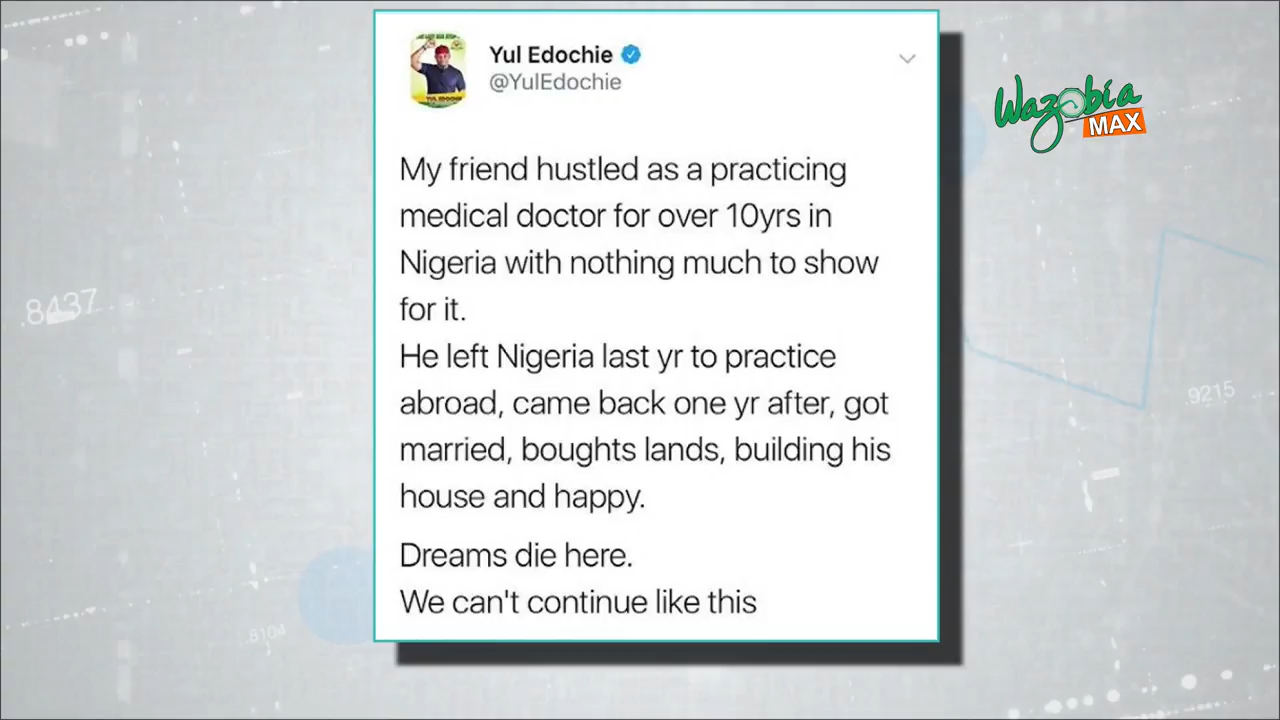 Yul Edochie
@YulEdochie
Wazobia
MAX
My friend hustled as a practicing
medical doctor for over 10yrs in
Nigeria with nothing much to show
for it.
He left Nigeria last yr to practice
abroad, came back one yr after, got
married, boughts lands, building his
house and happy.
Dreams die here.
We can't continue like this
.8437
.9215
.8104